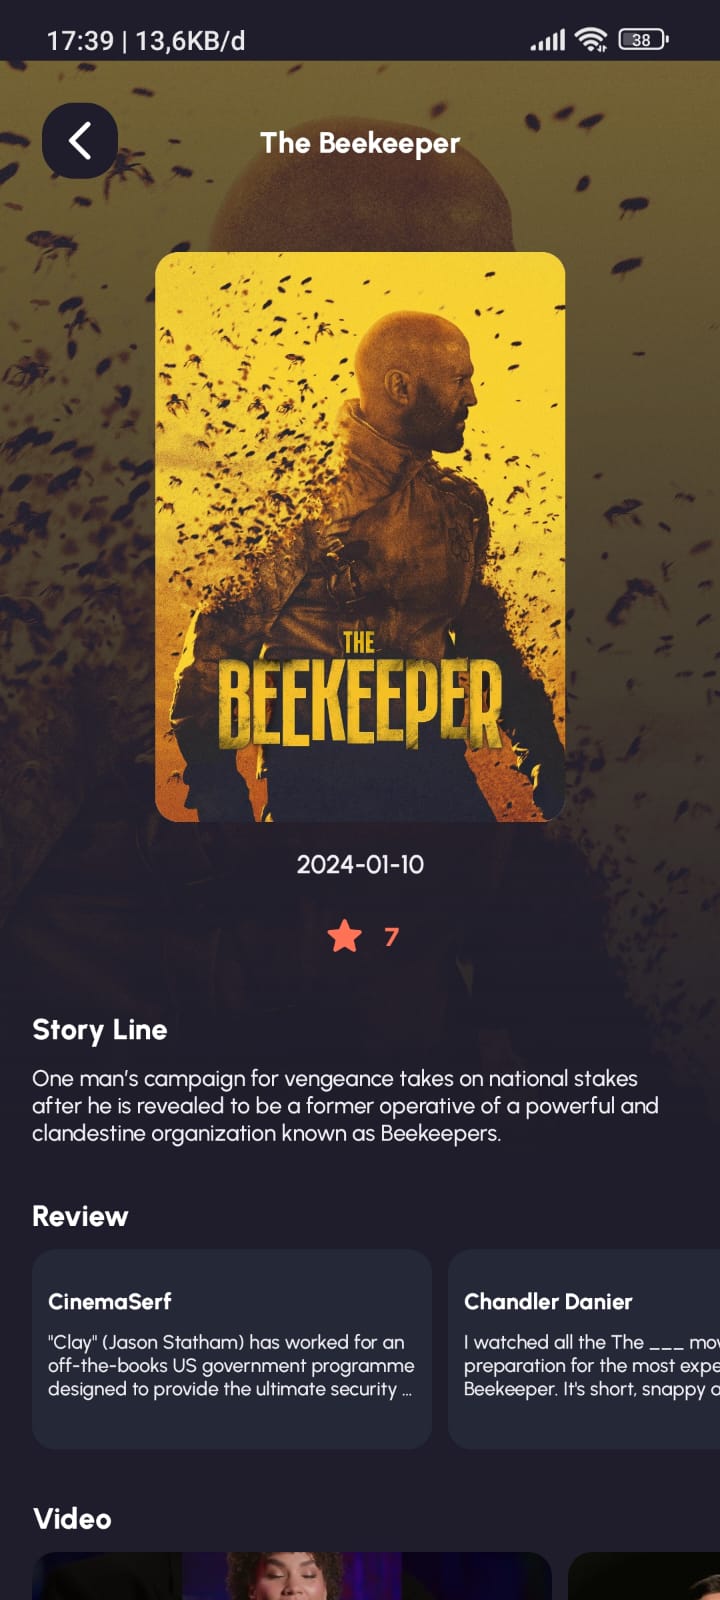 17:39 | 13,6KB/d
38
The Beekeeper
THE
BEEKEEPER
2024-01-10
7
Story Line
One man's campaign for vengeance takes on national stakes
after he is revealed to be a former operative of a powerful and
clandestine organization known as Beekeepers.
Review
CinemaSerf
"Clay" (Jason Statham) has worked for an
off-the-books US government programme
designed to provide the ultimate security ...
Chandler Danier
I watched all the The ___ mov
preparation for the most expe
Beekeeper. It's short, snappy a
Video